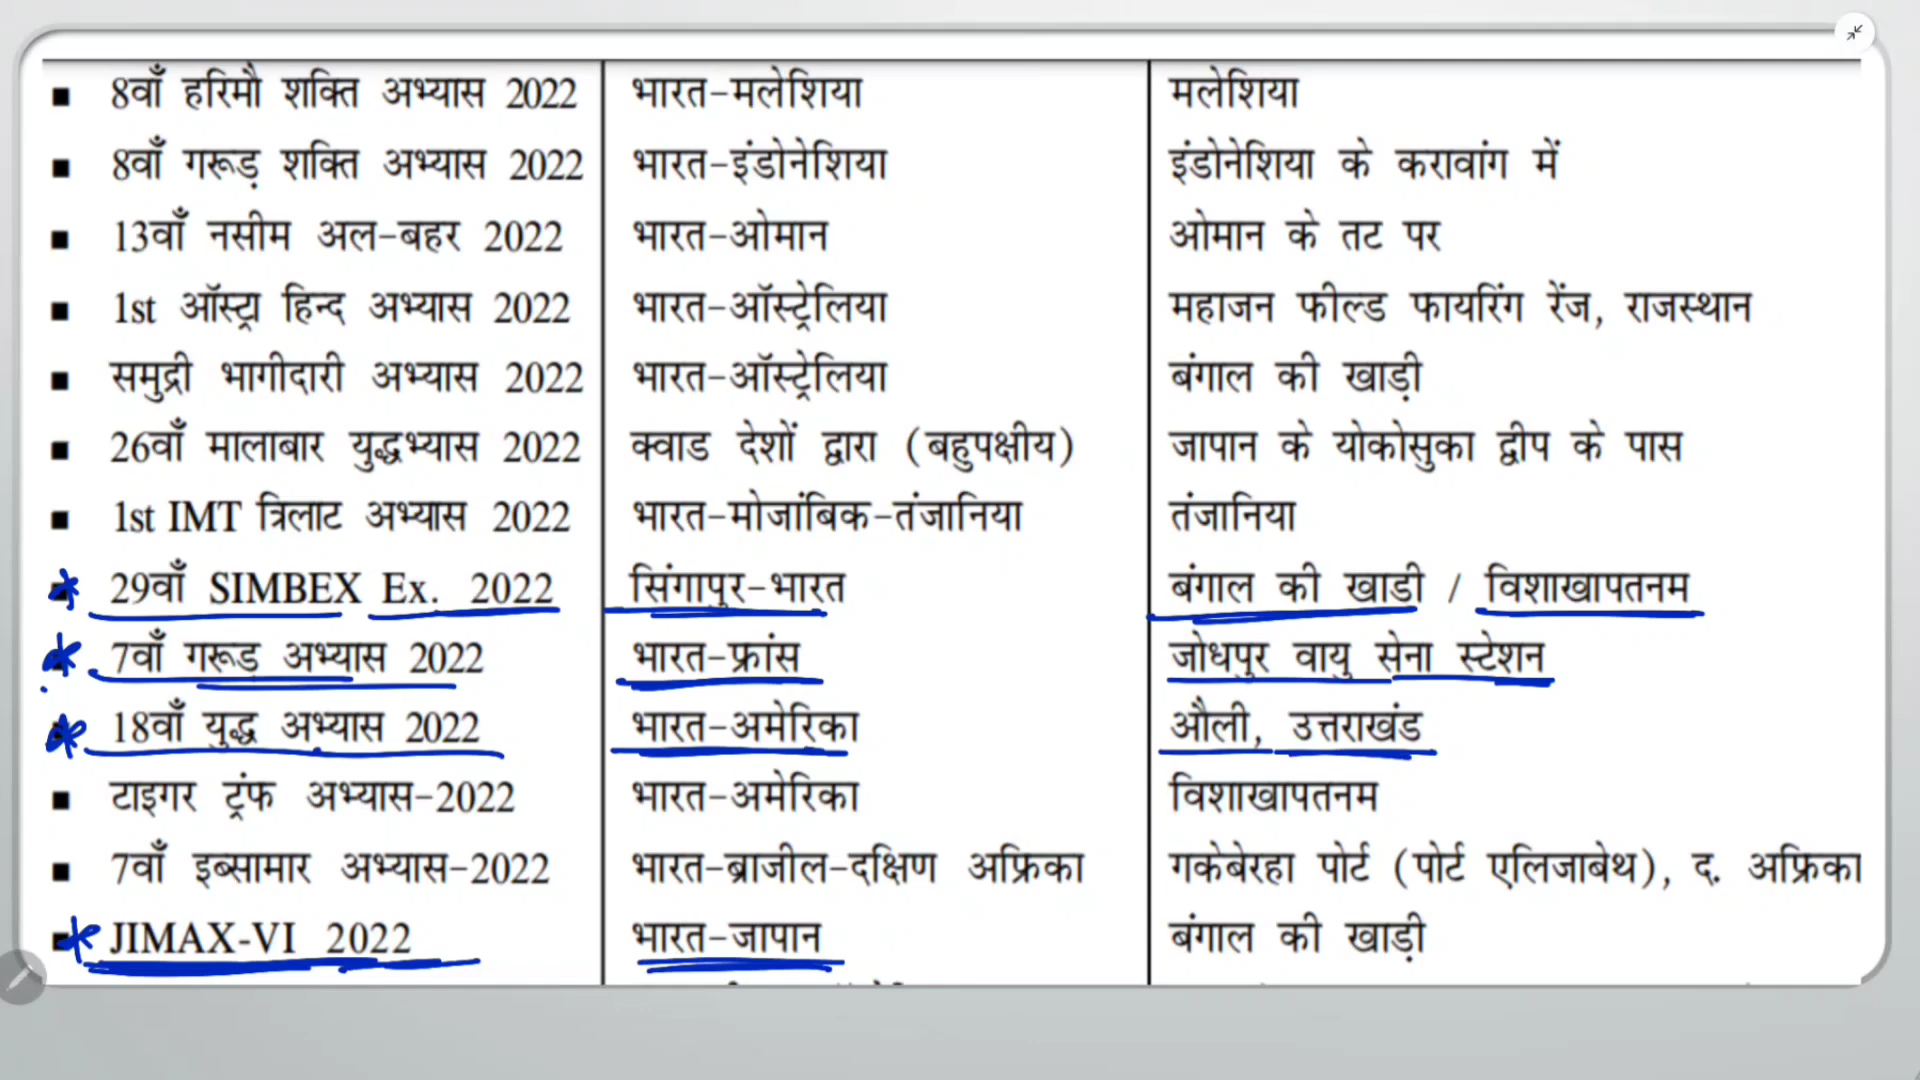 ▪ 8वाँ हरिमौ शक्ति अभ्यास 2022 भारत-मलेशिया मलेशिया
▪ 8वाँ गरूड़ शक्ति अभ्यास 2022 भारत-इंडोनेशिया इंडोनेशिया के करावांग में
▪ 13वाँ नसीम अल-बहर 2022 भारत-ओमान ओमान के तट पर
▪ 1st ऑस्ट्रा हिन्द अभ्यास 2022 भारत-ऑस्ट्रेलिया महाजन फील्ड फायरिंग रेंज, राजस्थान
▪ समुद्री भागीदारी अभ्यास 2022 भारत-ऑस्ट्रेलिया बंगाल की खाड़ी
▪ 26वाँ मालाबार युद्धभ्यास 2022 क्वाड देशों द्वारा (बहुपक्षीय) जापान के योकोसुका द्वीप के पास
▪ 1st IMT त्रिलाट अभ्यास 2022 भारत-मोजांबिक-तंजानिया तंजानिया
▪ 29वाँ SIMBEX Ex. 2022 सिंगापुर-भारत बंगाल की खाडी / विशाखापतनम
▪ 7वाँ गरूड अभ्यास 2022 भारत-फ्रांस जोधपुर वायु सेना स्टेशन
▪ 18वाँ युद्ध अभ्यास 2022 भारत-अमेरिका औली, उत्तराखंड
▪ टाइगर ट्रंफ अभ्यास-2022 भारत-अमेरिका विशाखापतनम
▪ 7वाँ इब्सामार अभ्यास-2022 भारत-ब्राजील-दक्षिण अफ्रिका गकेबेरहा पोर्ट (पोर्ट एलिजाबेथ), द. अफ्रिका
▪ JIMAX-VI 2022 भारत-जापान बंगाल की खाड़ी